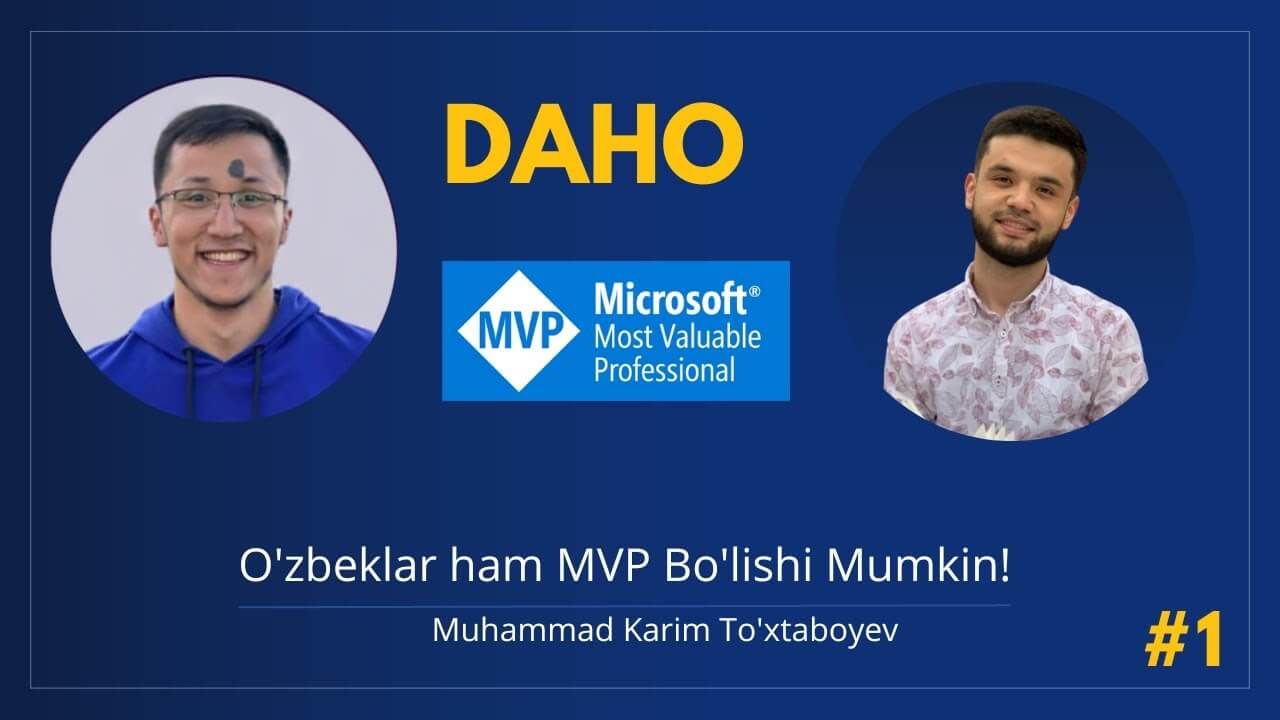 DAHO
MVP
Microsoft®
Most Valuable
Professional
O'zbeklar ham MVP Bo'lishi Mumkin!
Muhammad Karim To'xtaboyev
#1